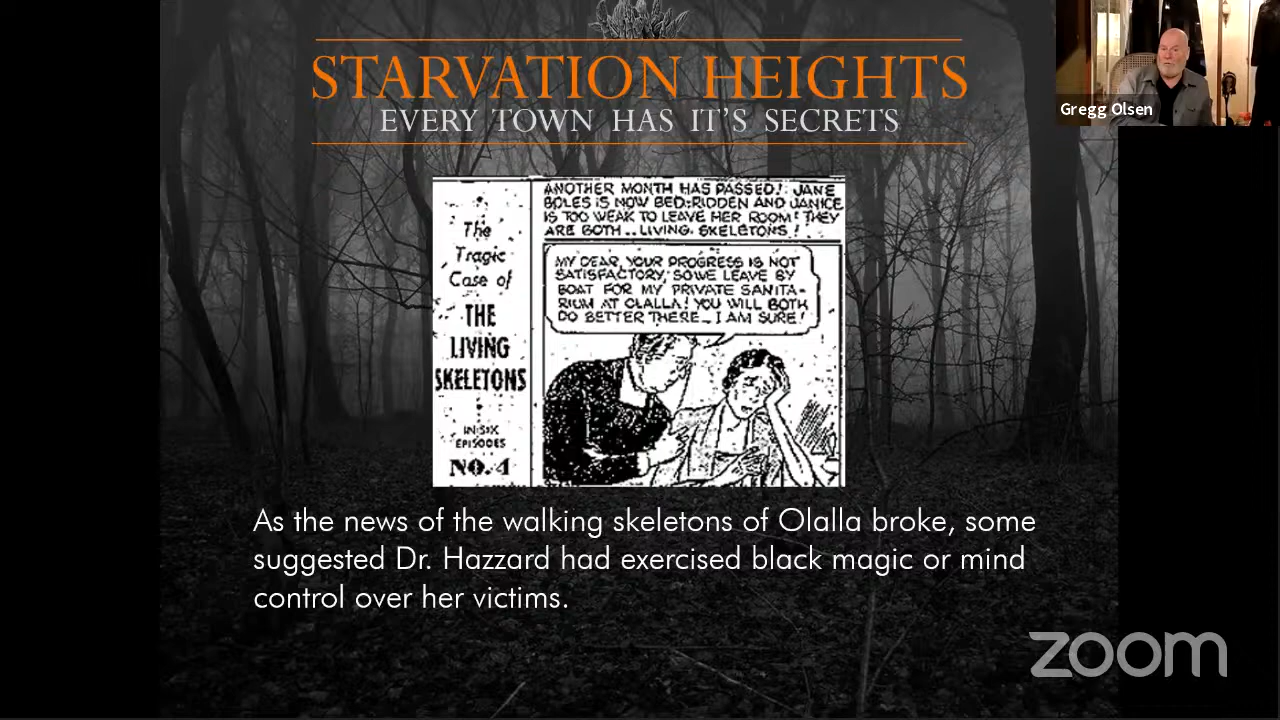 STARVATION HEIGHTS
EVERY TOWN HAS IT'S SECRETS
Gregg Olsen
The
Tragic
Case of
THE
LIVING
SKELETONS
IN SIX
EPISODES
NO. 4
ANOTHER MONTH HAS PASSED! JANE
BOLES IS NOW BED-RIDDEN AND JANICE
IS TOO WEAK TO LEAVE HER ROOM! THEY
ARE BOTH... LIVING SKELETONS!
MY DEAR, YOUR PROGRESS IS NOT
SATISFACTORY, SO WE LEAVE BY
BOAT FOR MY PRIVATE SANITA-
RIUM AT OLALLA! YOU WILL BOTH
DO BETTER THERE... I AM SURE!
As the news of the walking skeletons of Olalla broke, some
suggested Dr. Hazzard had exercised black magic or mind
control over her victims.
zoom